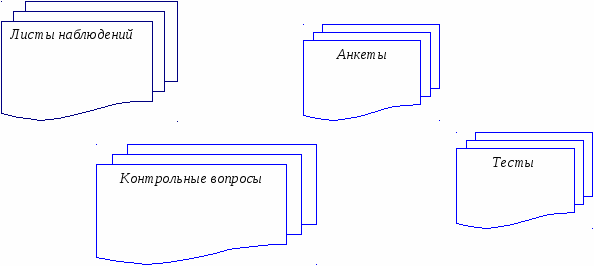 Листы наблюдений
Анкеты
Контрольные вопросы
Тесты